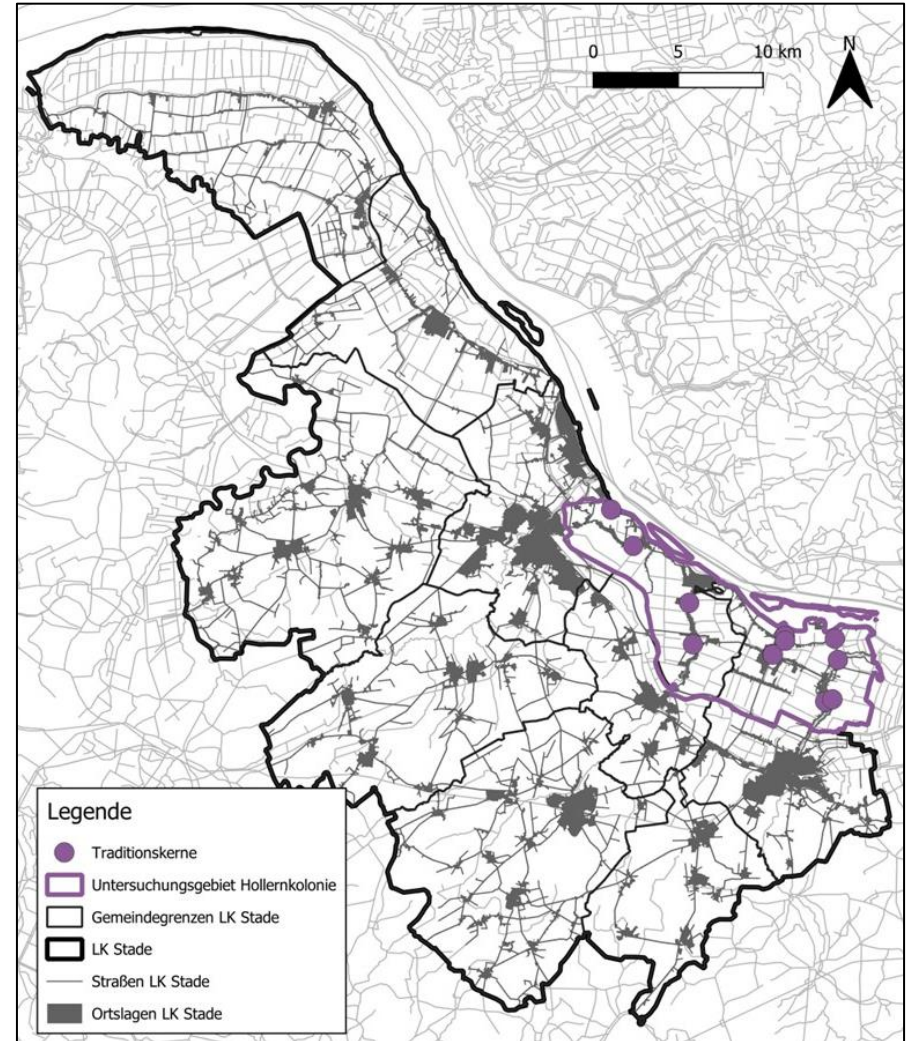 0 5 10 km
N
Legende
Traditionskerne
Untersuchungsgebiet Hollernkolonie
Gemeindegrenzen LK Stade
LK Stade
Straßen LK Stade
Ortslagen LK Stade